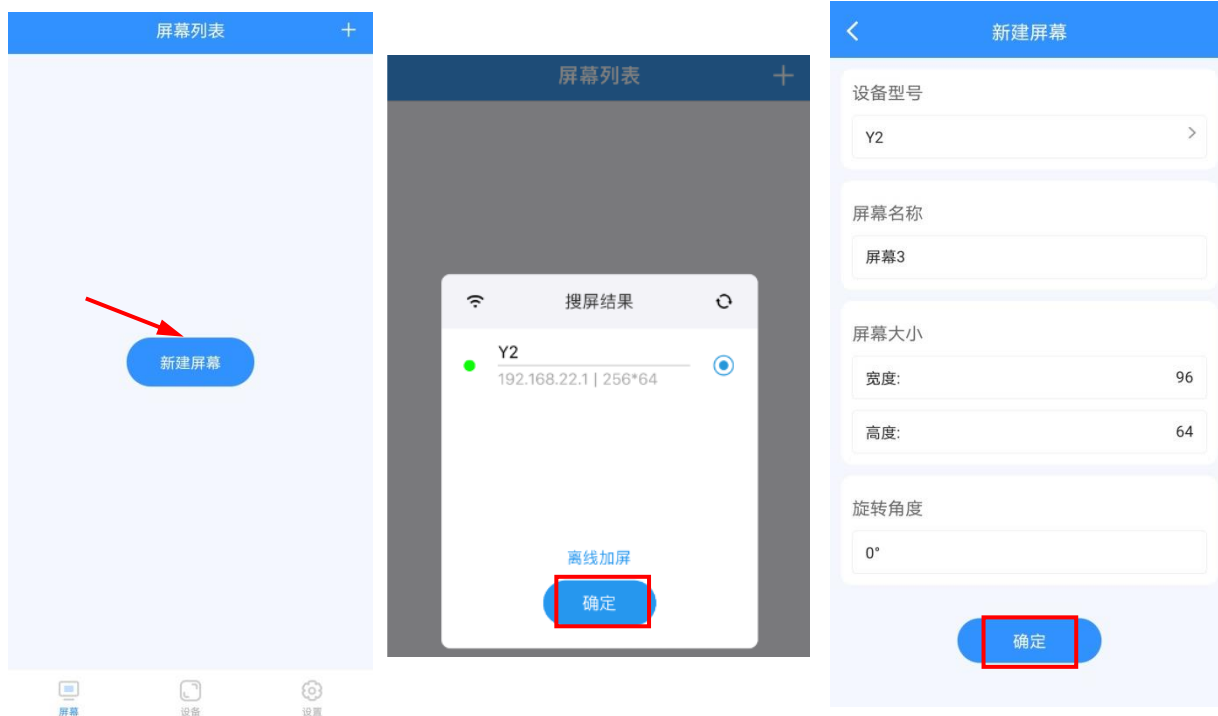 屏幕列表
新建屏幕
屏幕
设备
设置
屏幕列表
搜屏结果
Y2
192.168.22.1 | 256*64
离线加屏
确定
新建屏幕
设备型号
Y2
屏幕名称
屏幕3
屏幕大小
宽度: 96
高度: 64
旋转角度
0°
确定